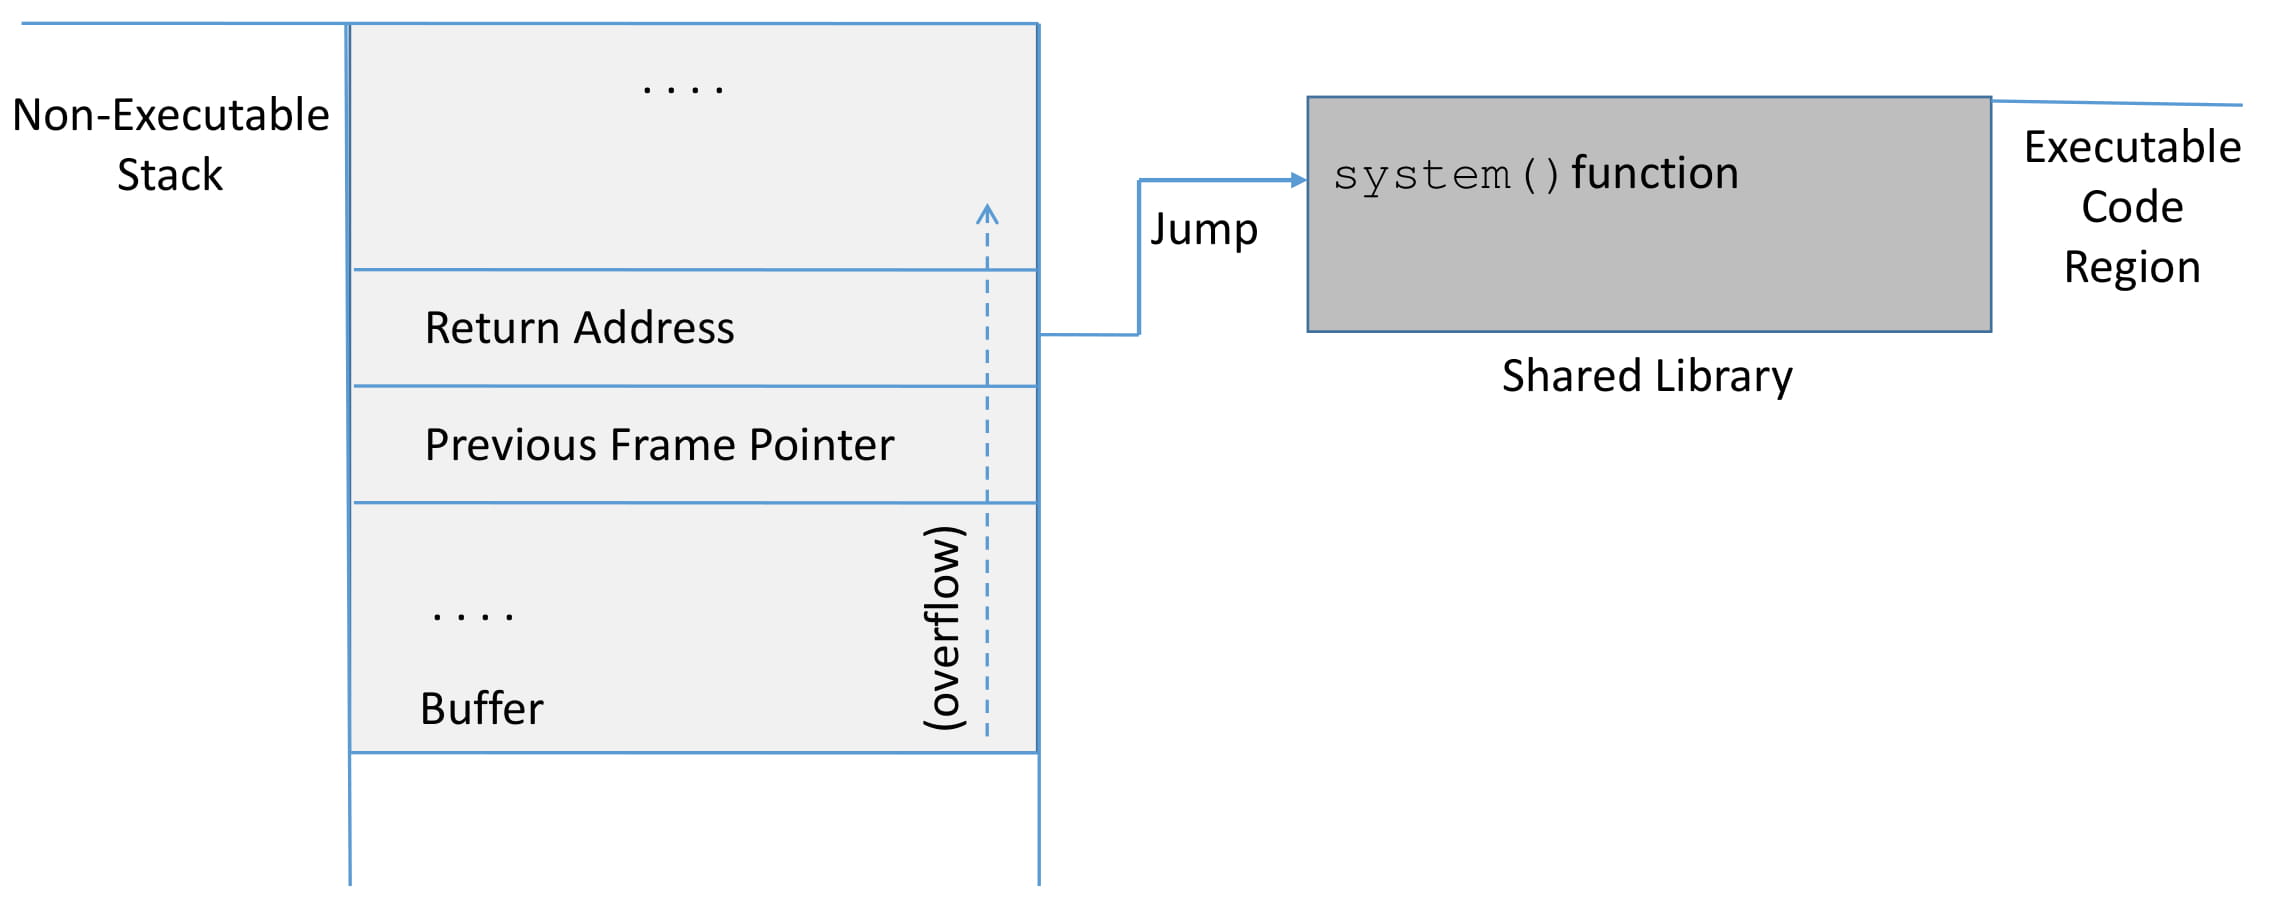 Non-Executable
Stack
....
Return Address
Previous Frame Pointer
....
Buffer
(overflow)
Jump
system() function
Shared Library
Executable
Code
Region